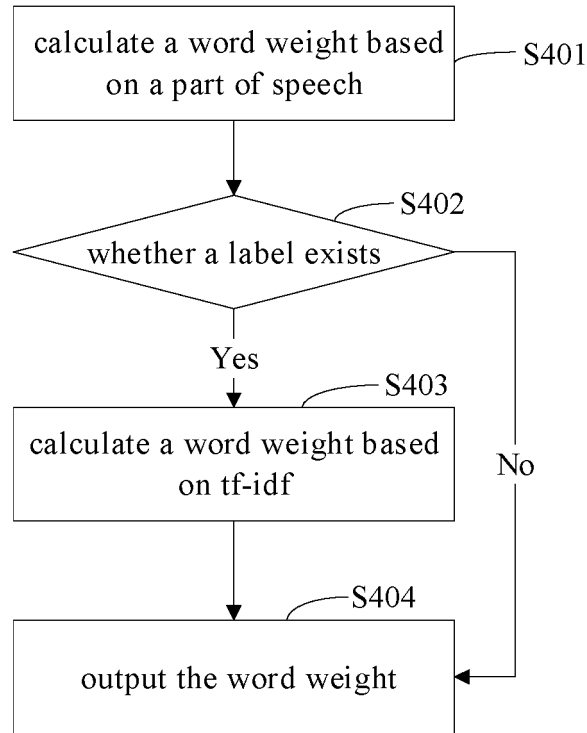 calculate a word weight based
on a part of speech
S401
S402
whether a label exists
Yes
S403
calculate a word weight based
on tf-idf
No
S404
output the word weight